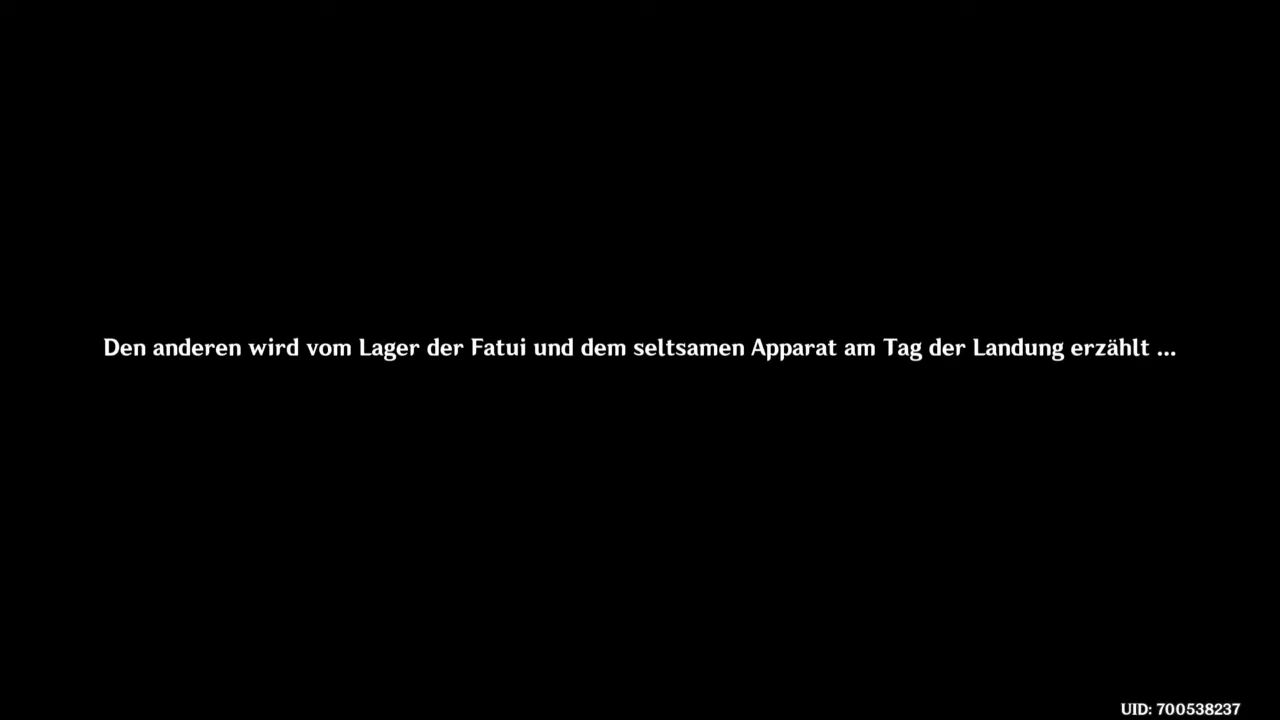 Den anderen wird vom Lager der Fatui und dem seltsamen Apparat am Tag der Landung erzählt ...
UID: 700538237